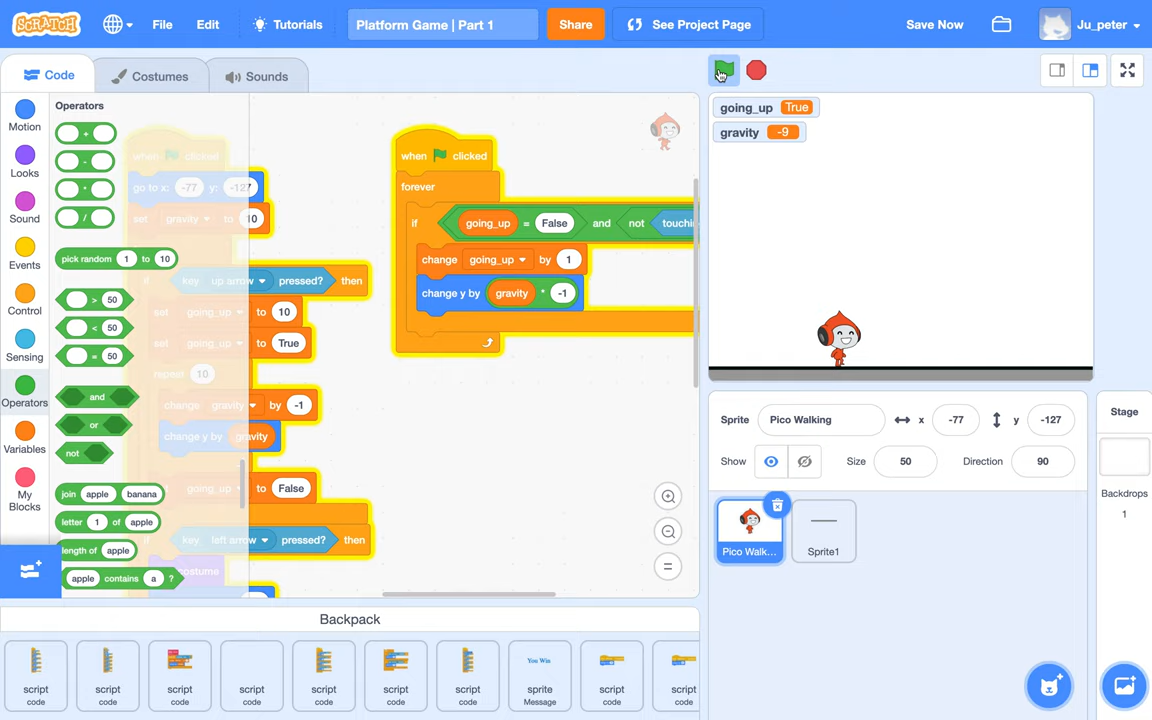 SCRATCH
File
Edit
Tutorials
Platform Game | Part 1
Share
See Project Page
Save Now
Ju_peter
Code
Costumes
Sounds
Motion
Looks
Sound
Events
Control
Sensing
Operators
Variables
My
Blocks
Operators
+
-
*
/
pick random 1 to 10
> 50
< 50
= 50
and
or
not
join apple banana
letter 1 of apple
length of apple
apple contains a ?
when clicked
go to x: -77 y: -127
set gravity to 10
if key up arrow pressed? then
set going_up to 10
set going_up to True
repeat 10
change gravity by -1
change y by gravity
going_up to False
if key left arrow pressed? then
costume
when clicked
forever
if going_up = False and not touchin
change going_up by 1
change y by gravity * -1
going_up True
gravity -9
Sprite Pico Walking x -77 y -127
Show Size 50 Direction 90
Pico Walk...
Sprite1
Stage
Backdrops
1
Backpack
script
code
script
code
script
code
script
code
script
code
script
code
script
code
You Win
sprite
Message
script
code
script
code